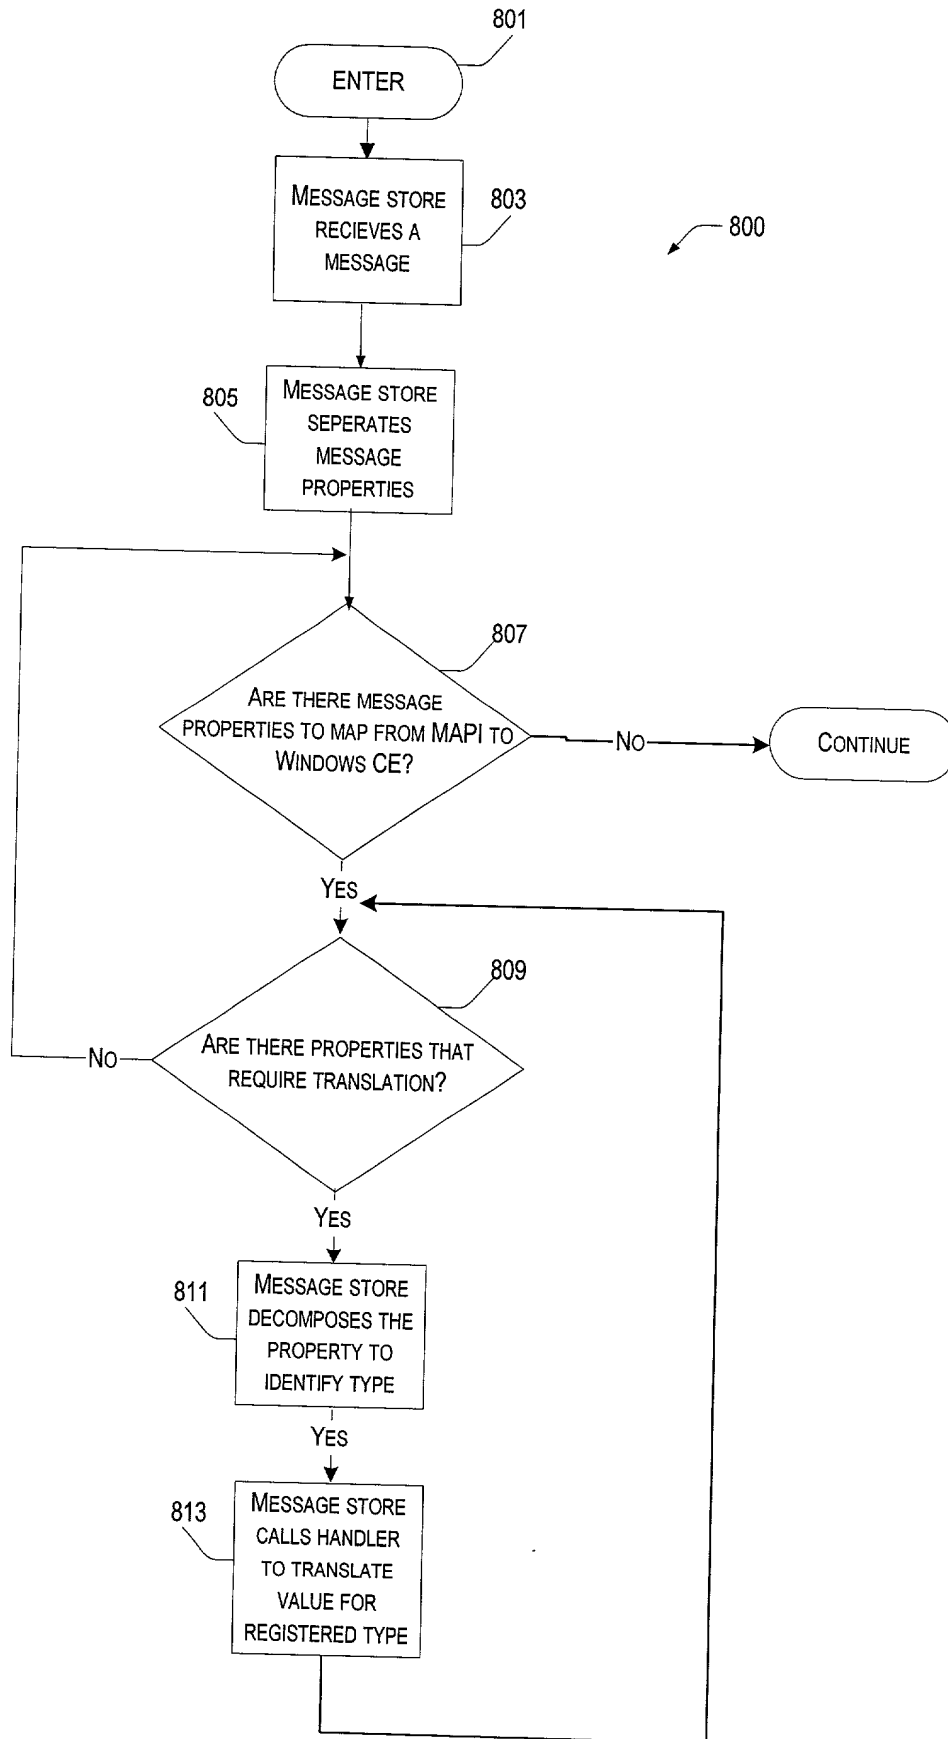 801
ENTER
MESSAGE STORE
RECIEVES A
MESSAGE
803
800
805
MESSAGE STORE
SEPERATES
MESSAGE
PROPERTIES
807
ARE THERE MESSAGE
PROPERTIES TO MAP FROM MAPI TO
WINDOWS CE?
NO
CONTINUE
YES
809
ARE THERE PROPERTIES THAT
REQUIRE TRANSLATION?
NO
YES
811
MESSAGE STORE
DECOMPOSES THE
PROPERTY TO
IDENTIFY TYPE
YES
813
MESSAGE STORE
CALLS HANDLER
TO TRANSLATE
VALUE FOR
REGISTERED TYPE